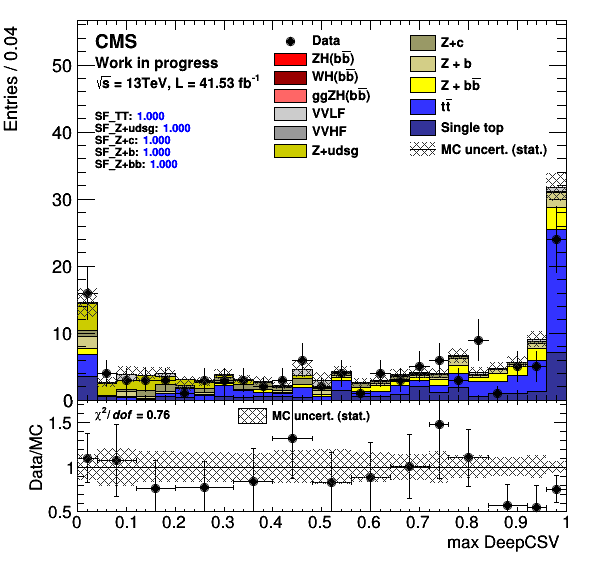 CMS
Work in progress
√s = 13TeV, L = 41.53 fb⁻¹
SF_TT: 1.000
SF_Z+udsg: 1.000
SF_Z+c: 1.000
SF_Z+b: 1.000
SF_Z+bb: 1.000
Data
ZH(bb̅)
WH(bb̅)
ggZH(bb̅)
VVLF
VVHF
Z+udsg
Z+c
Z + b
Z + bb̅
tt̅
Single top
MC uncert. (stat.)
Entries / 0.04
50
40
30
20
10
0
χ²/dof = 0.76
MC uncert. (stat.)
Data/MC
1.5
1
0.5
0 0.1 0.2 0.3 0.4 0.5 0.6 0.7 0.8 0.9 1
max DeepCSV